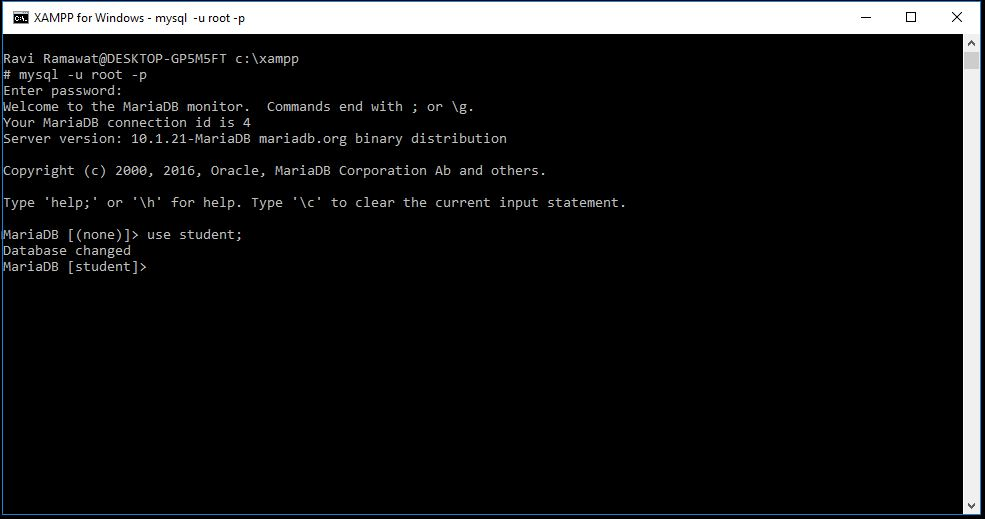 XAMPP for Windows - mysql  -u root -p
Ravi Ramawat@DESKTOP-GP5M5FT c:\xampp
# mysql -u root -p
Enter password:
Welcome to the MariaDB monitor.  Commands end with ; or \g.
Your MariaDB connection id is 4
Server version: 10.1.21-MariaDB mariadb.org binary distribution
Copyright (c) 2000, 2016, Oracle, MariaDB Corporation Ab and others.
Type 'help;' or '\h' for help. Type '\c' to clear the current input statement.
MariaDB [(none)]> use student;
Database changed
MariaDB [student]>